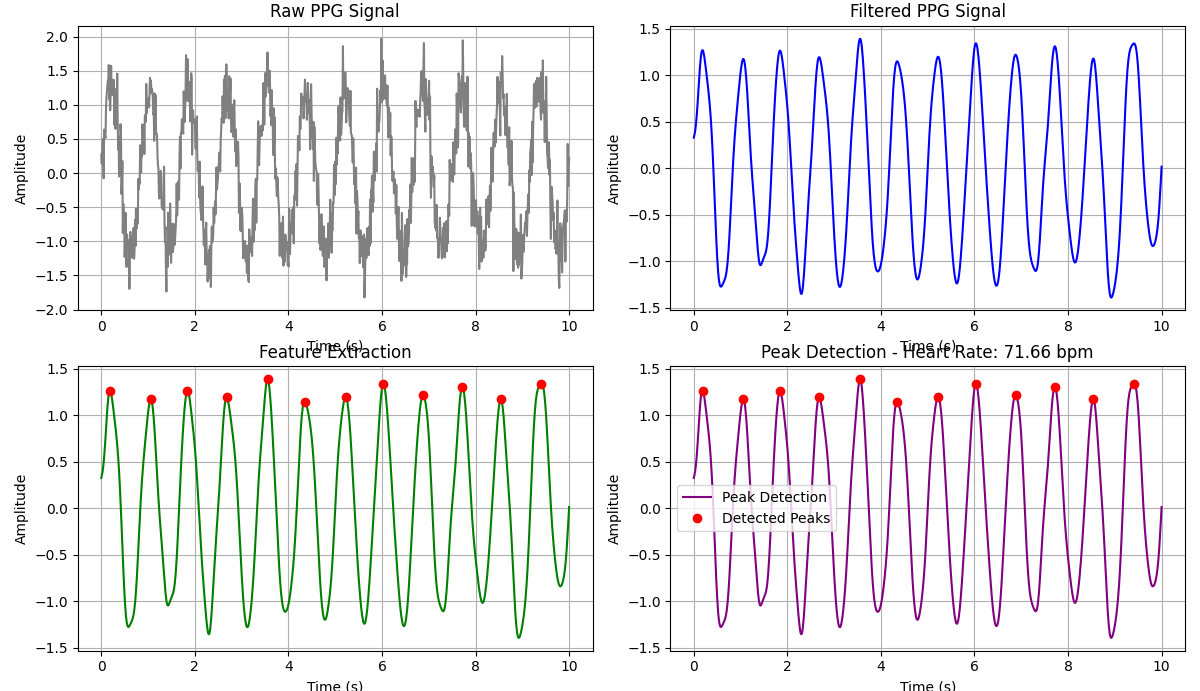 Raw PPG Signal
Amplitude
2.0
1.5
1.0
0.5
0.0
−0.5
−1.0
−1.5
−2.0
0 2 4 6 8 10
Time (s)
Filtered PPG Signal
Amplitude
1.5
1.0
0.5
0.0
−0.5
−1.0
−1.5
0 2 4 6 8 10
Time (s)
Feature Extraction
Amplitude
1.5
1.0
0.5
0.0
−0.5
−1.0
−1.5
0 2 4 6 8 10
Time (s)
Peak Detection - Heart Rate: 71.66 bpm
Amplitude
1.5
1.0
0.5
0.0
−0.5
−1.0
−1.5
Peak Detection
Detected Peaks
0 2 4 6 8 10
Time (s)